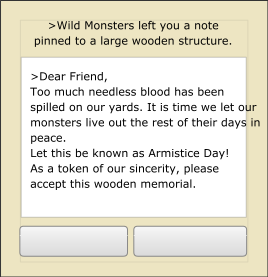 >Wild Monsters left you a note
pinned to a large wooden structure.
>Dear Friend,
Too much needless blood has been
spilled on our yards. It is time we let our
monsters live out the rest of their days in
peace.
Let this be known as Armistice Day!
As a token of our sincerity, please
accept this wooden memorial.